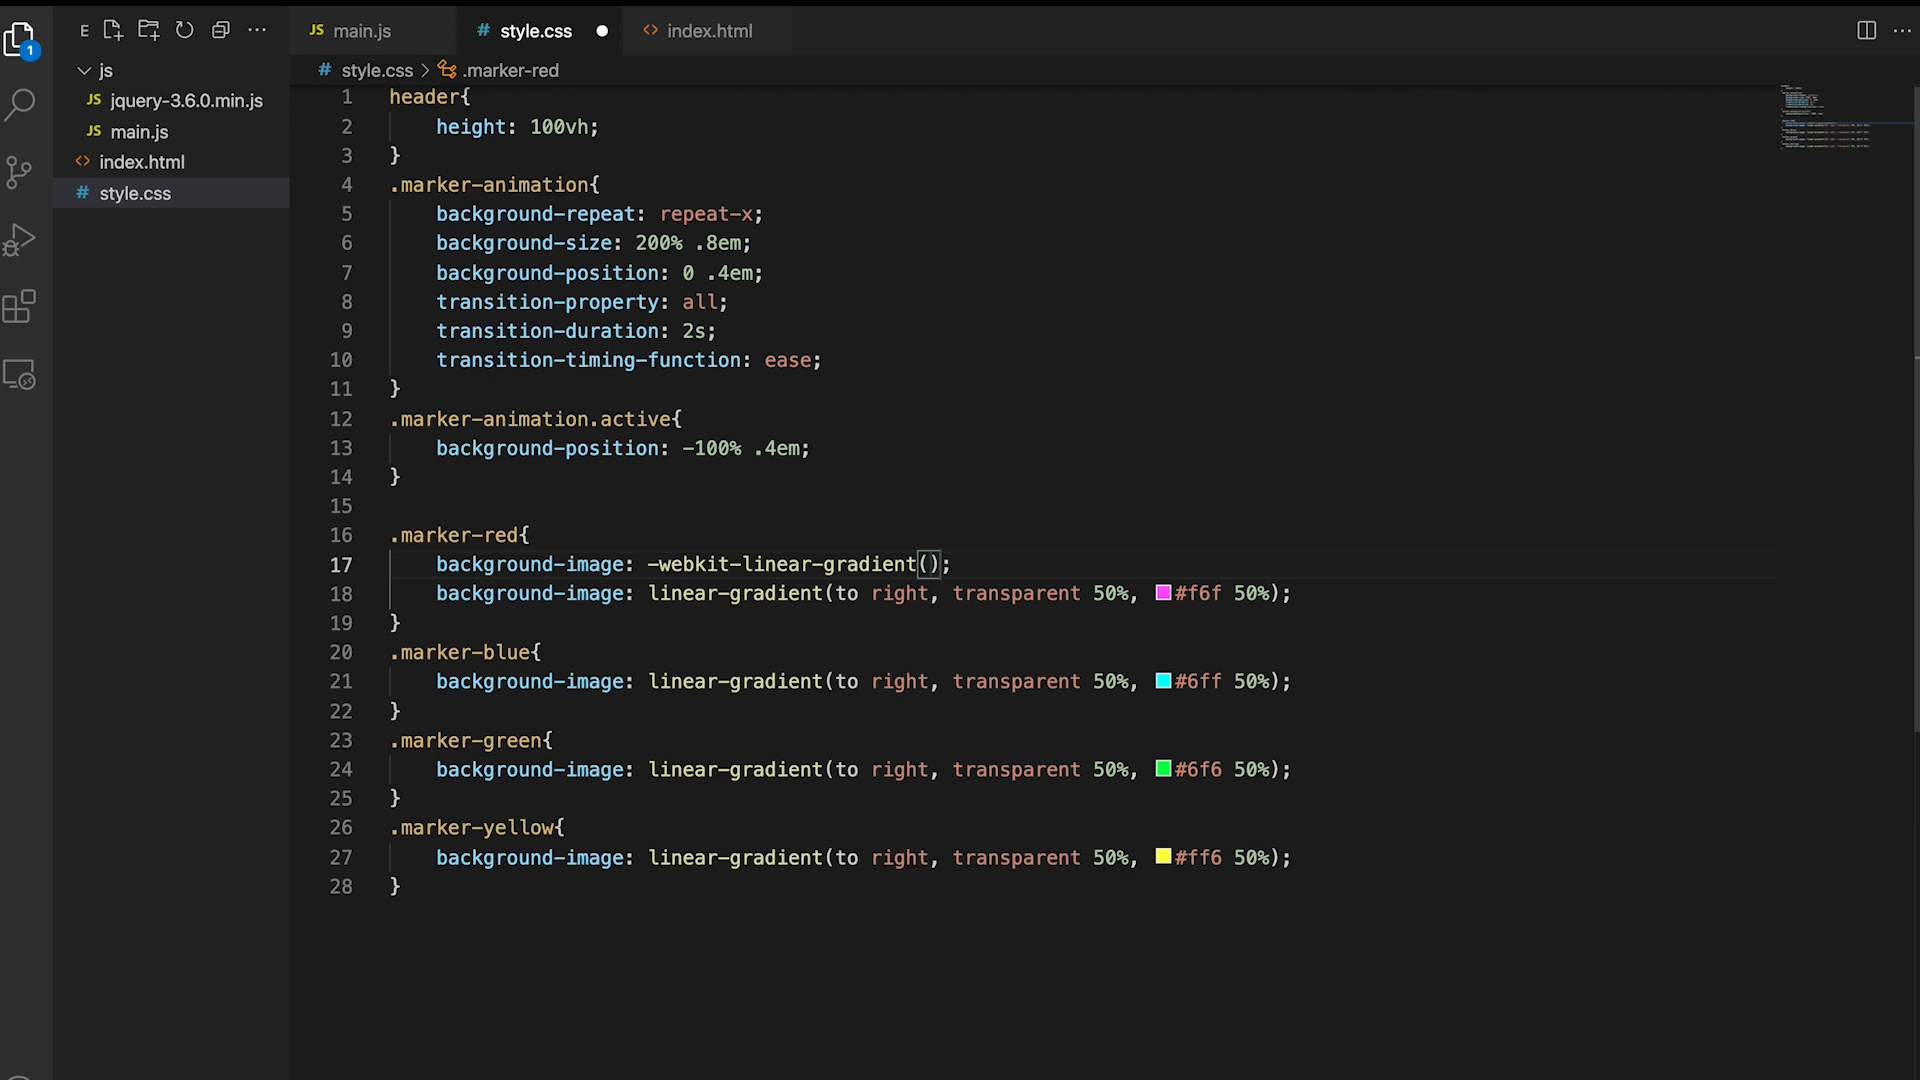 E
1
JS main.js
# style.css
<> index.html
js
JS jquery-3.6.0.min.js
JS main.js
<> index.html
# style.css
# style.css > .marker-red
1 header{
2 height: 100vh;
3 }
4 .marker-animation{
5 background-repeat: repeat-x;
6 background-size: 200% .8em;
7 background-position: 0 .4em;
8 transition-property: all;
9 transition-duration: 2s;
10 transition-timing-function: ease;
11 }
12 .marker-animation.active{
13 background-position: -100% .4em;
14 }
15
16 .marker-red{
17 background-image: -webkit-linear-gradient();
18 background-image: linear-gradient(to right, transparent 50%, #f6f 50%);
19 }
20 .marker-blue{
21 background-image: linear-gradient(to right, transparent 50%, #6ff 50%);
22 }
23 .marker-green{
24 background-image: linear-gradient(to right, transparent 50%, #6f6 50%);
25 }
26 .marker-yellow{
27 background-image: linear-gradient(to right, transparent 50%, #ff6 50%);
28 }